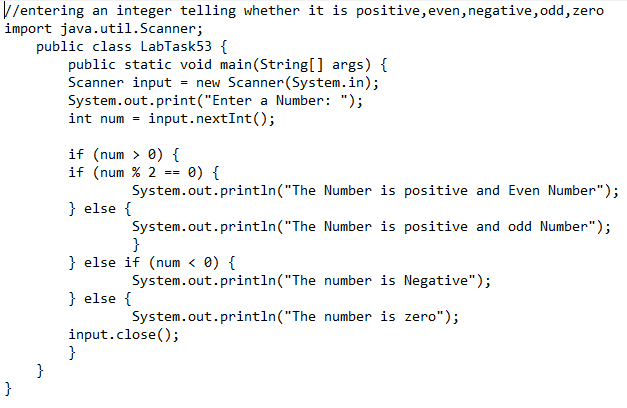 //entering an integer telling whether it is positive,even,negative,odd,zero
import java.util.Scanner;
    public class LabTask53 {
        public static void main(String[] args) {
        Scanner input = new Scanner(System.in);
        System.out.print("Enter a Number: ");
        int num = input.nextInt();

        if (num > 0) {
        if (num % 2 == 0) {
                System.out.println("The Number is positive and Even Number");
        } else {
                System.out.println("The Number is positive and odd Number");
                }
        } else if (num < 0) {
                System.out.println("The number is Negative");
        } else {
                System.out.println("The number is zero");
        input.close();
        }
    }
}